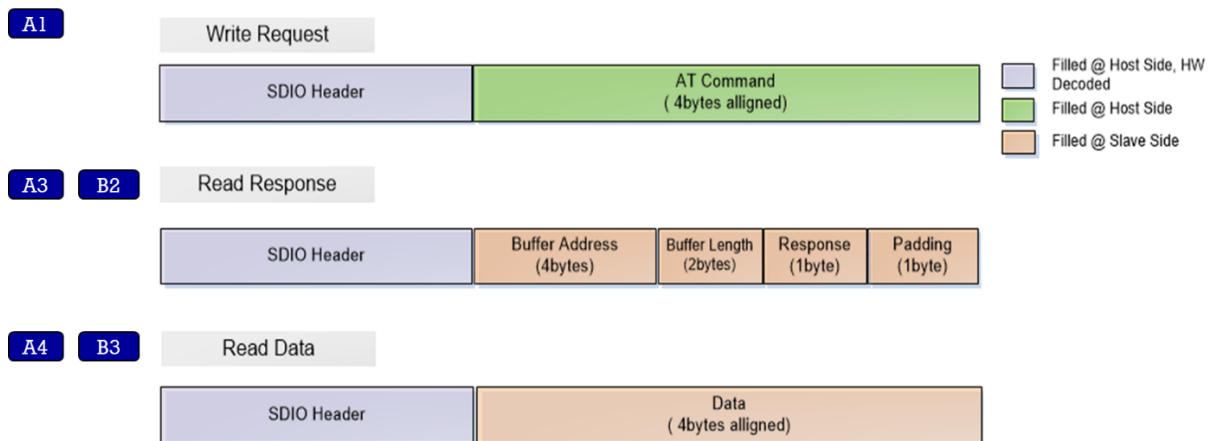 A1
Write Request
SDIO Header
AT Command
( 4bytes alligned)
Filled @ Host Side, HW
Decoded
Filled @ Host Side
Filled @ Slave Side
A3 B2
Read Response
SDIO Header
Buffer Address
(4bytes)
Buffer Length
(2bytes)
Response
(1byte)
Padding
(1byte)
A4 B3
Read Data
SDIO Header
Data
( 4bytes alligned)